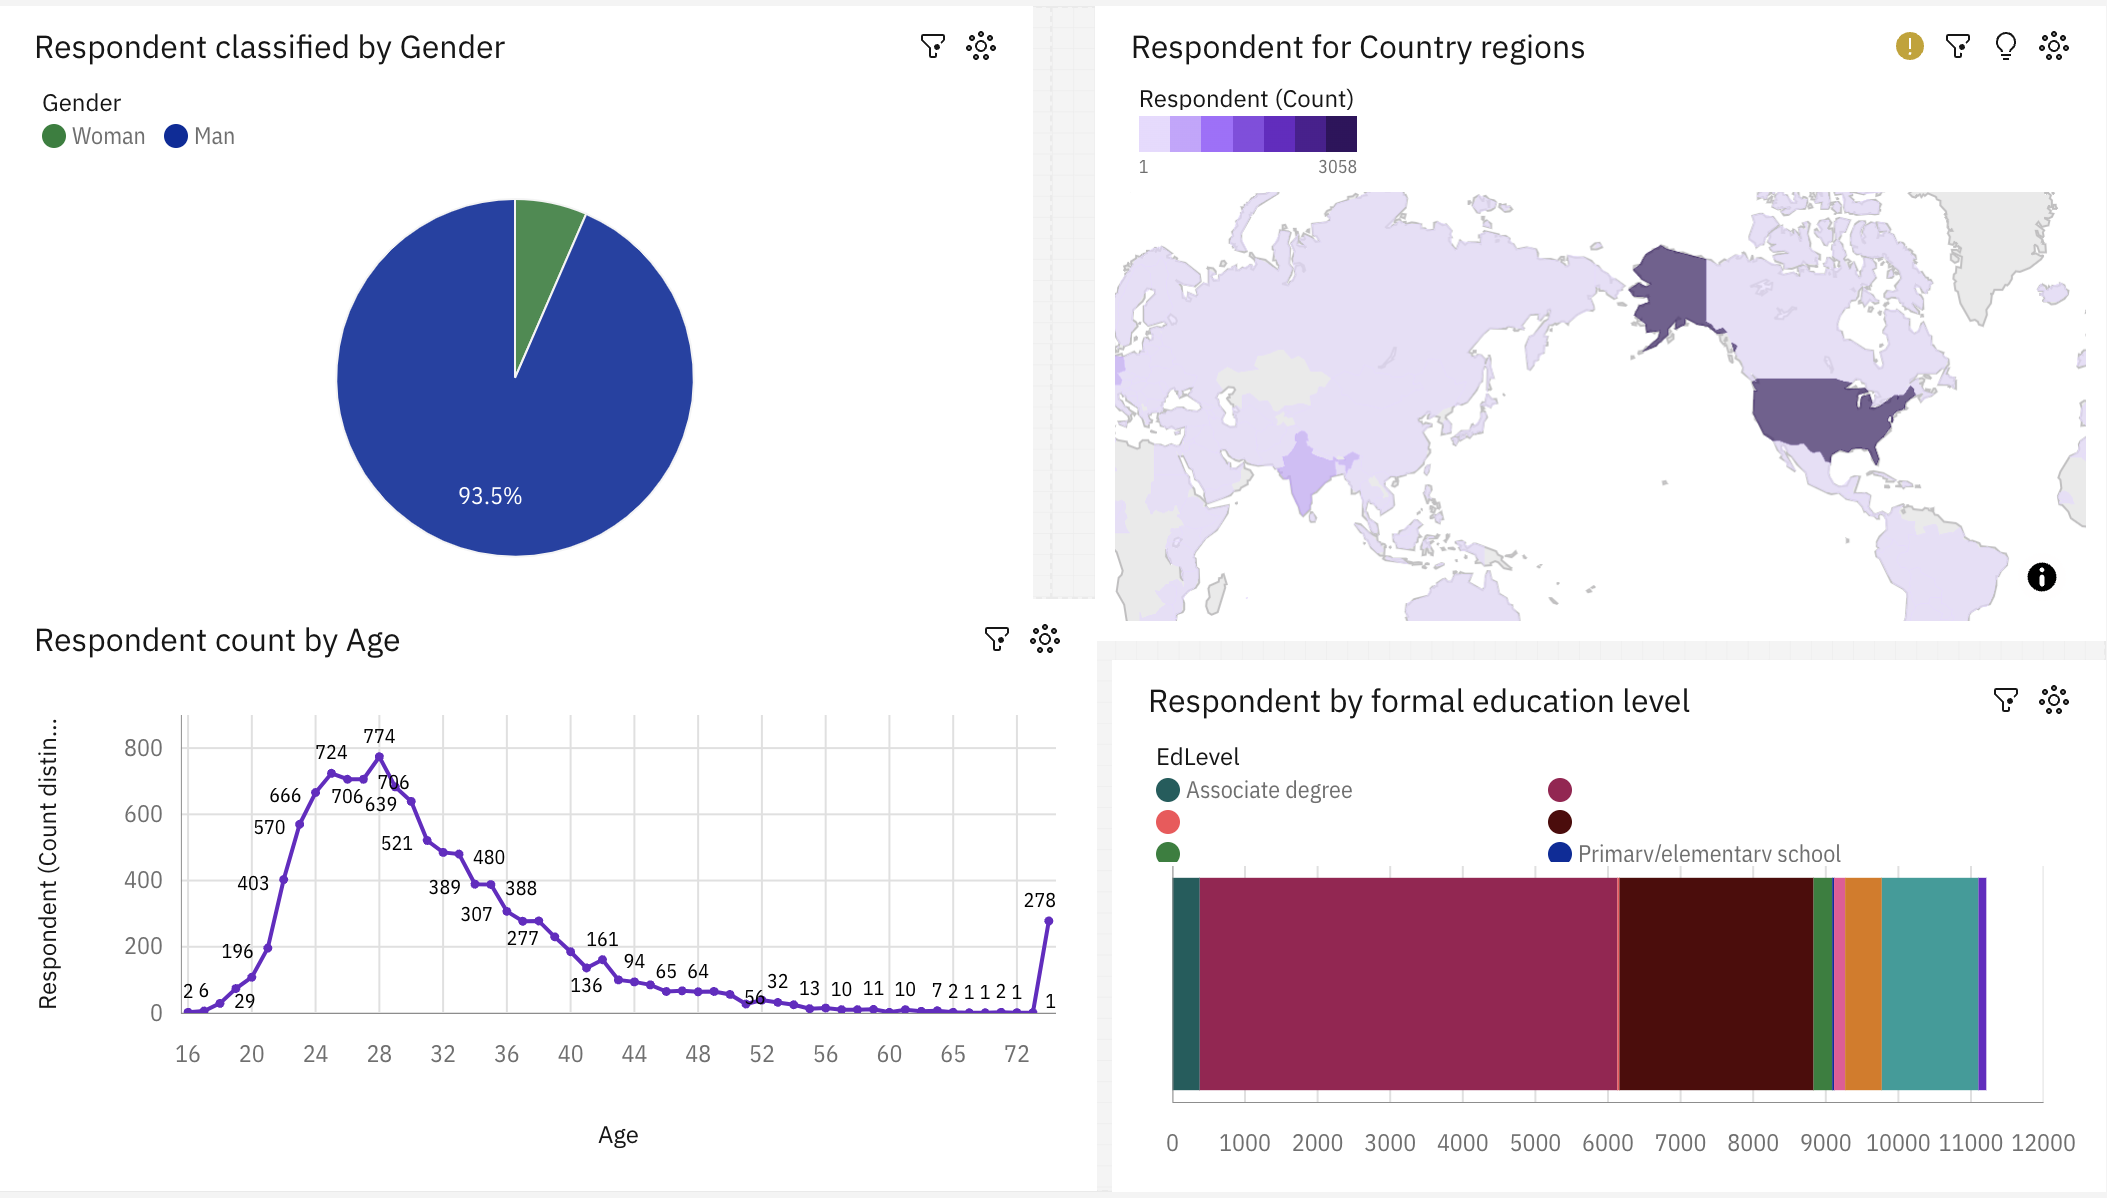 Respondent classified by Gender
Gender
Woman Man
93.5%
Respondent for Country regions
!
Respondent (Count)
1 3058
i
Respondent count by Age
Respondent (Count distin...
800
600
400
200
0
2 6 29 196 403 570 666 724 706 774 706 639 521 480 389 388 307 277 136 161 94 65 64 56 32 13 10 11 10 7 2 1 1 2 1 1 278
16 20 24 28 32 36 40 44 48 52 56 60 65 72
Age
Respondent by formal education level
EdLevel
Associate degree
Primary/elementary school
0 1000 2000 3000 4000 5000 6000 7000 8000 9000 10000 11000 12000